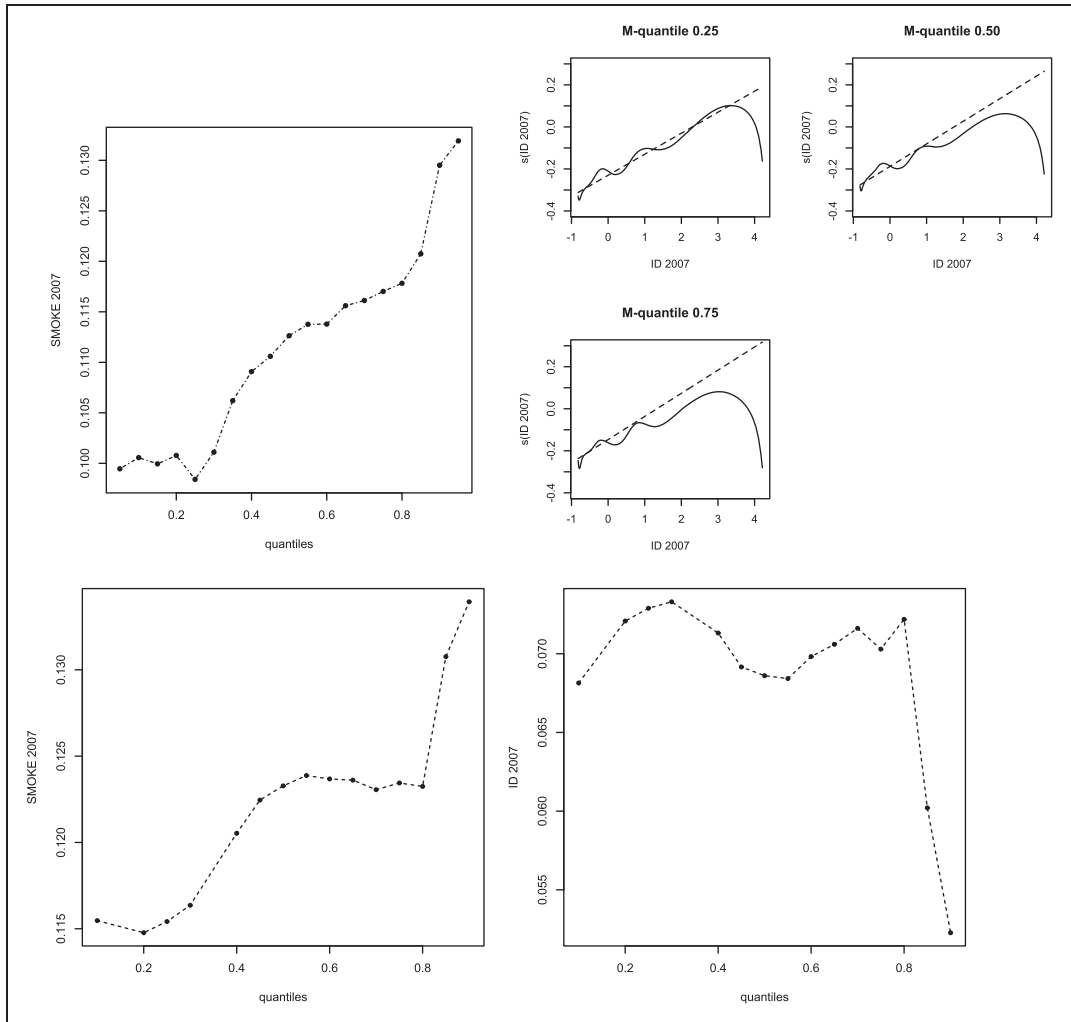 M-quantile 0.25
M-quantile 0.50
0.130
0.125
0.120
0.115
0.110
0.105
0.100
SMOKE 2007
0.2 0.4 0.6 0.8
quantiles
0.2
0.0
-0.2
-0.4
s(ID 2007)
-1 0 1 2 3 4
ID 2007
0.2
0.0
-0.2
-0.4
s(ID 2007)
-1 0 1 2 3 4
ID 2007
M-quantile 0.75
0.2
0.0
-0.2
-0.4
s(ID 2007)
-1 0 1 2 3 4
ID 2007
0.130
0.125
0.120
0.115
SMOKE 2007
0.2 0.4 0.6 0.8
quantiles
0.070
0.065
0.060
0.055
ID 2007
0.2 0.4 0.6 0.8
quantiles